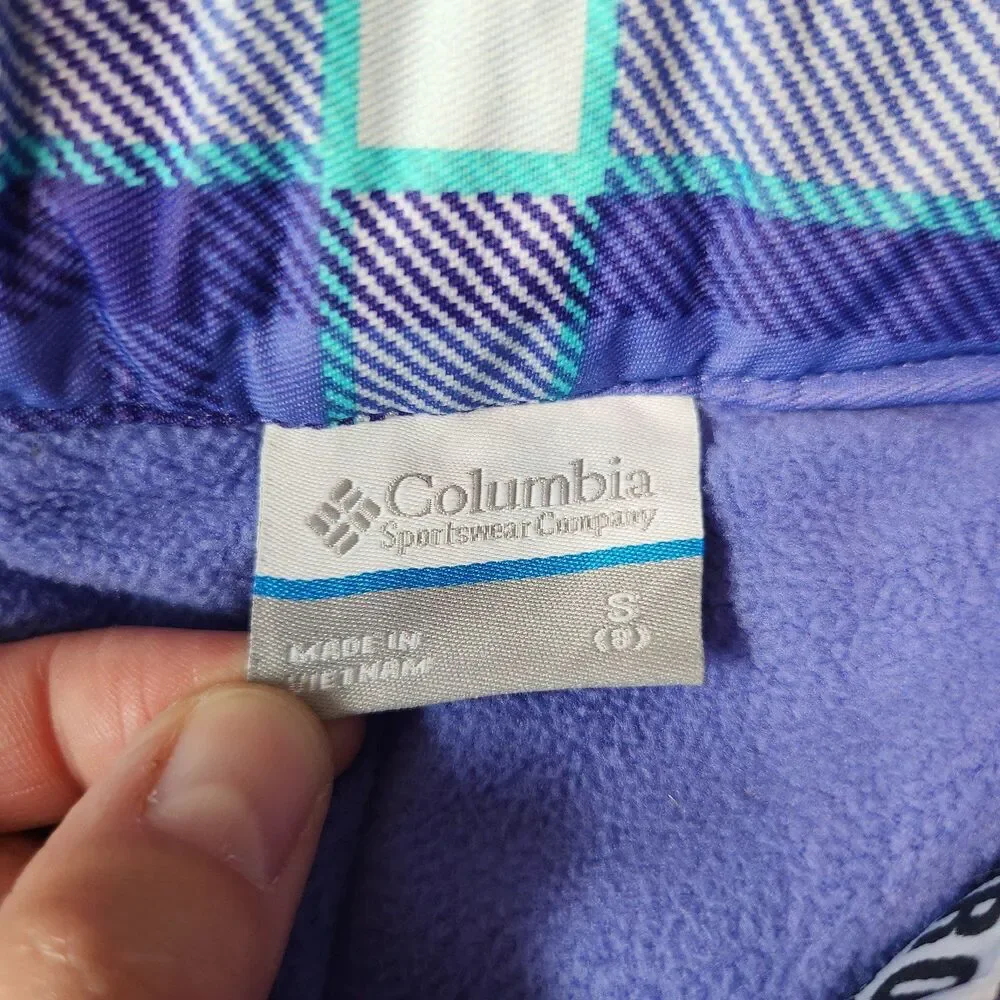 Columbia
Sportswear Company
S
(8)
MADE IN
VIETNAM